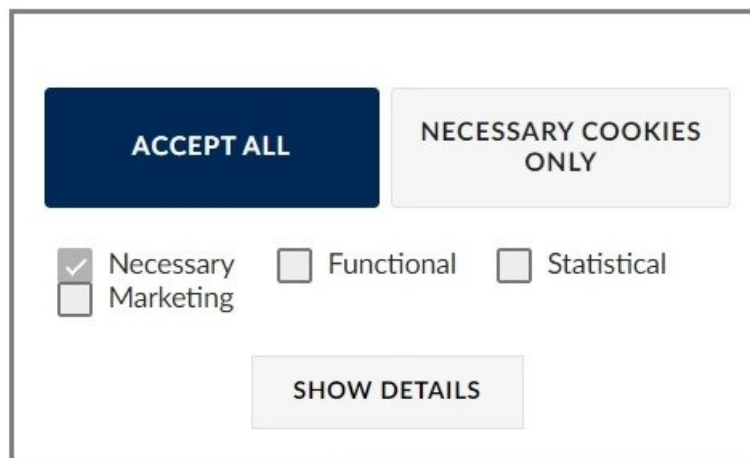 ACCEPT ALL
NECESSARY COOKIES
ONLY
Necessary Functional Statistical
Marketing
SHOW DETAILS